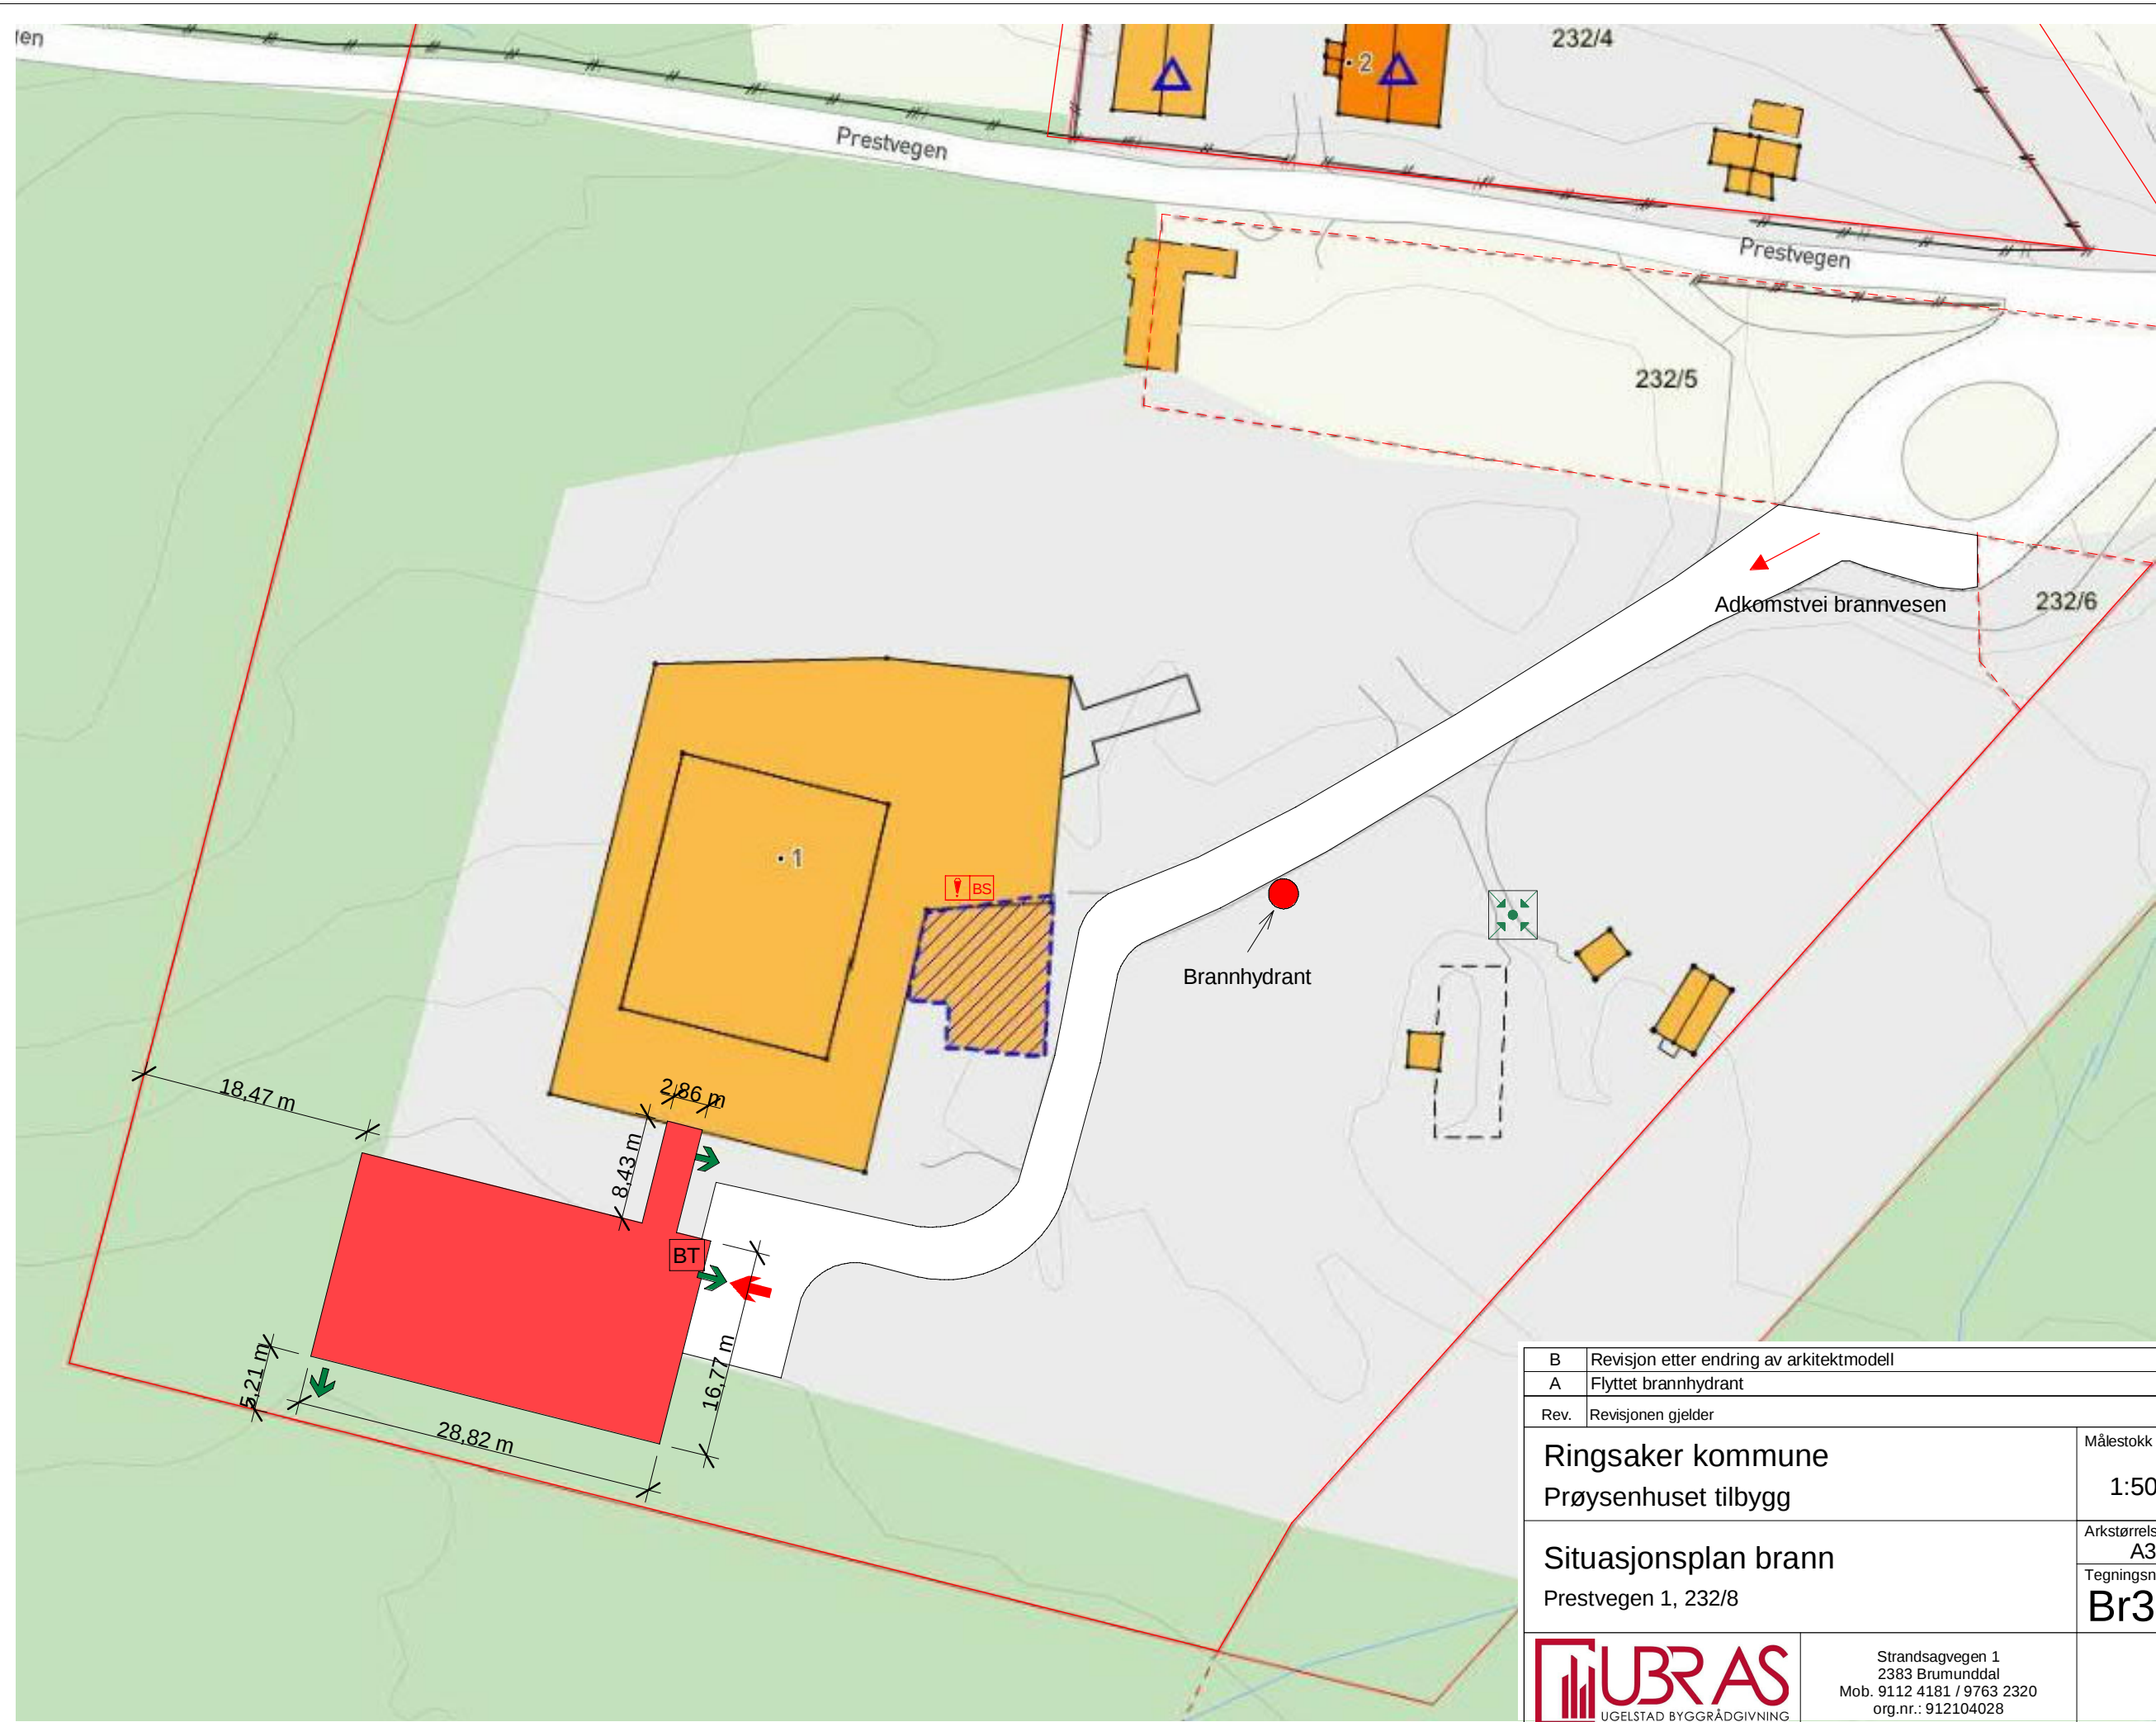 232/4
2
Prestvegen
Prestvegen
232/5
Adkomstvei brannvesen
232/6
1
BS
Brannhydrant
18,47 m
2,86 m
8,43 m
BT
16,77 m
5,21 m
28,82 m
B Revisjon etter endring av arkitektmodell
A Flyttet brannhydrant
Rev. Revisjonen gjelder
Ringsaker kommune
Prøysenhuset tilbygg
Målestokk
1:50
Situasjonsplan brann
Prestvegen 1, 232/8
A3
Br3
UBR AS
UGELSTAD BYGGRÅDGIVNING
Strandsagvegen 1
2383 Brumunddal
Mob. 9112 4181 / 9763 2320
org.nr.: 912104028